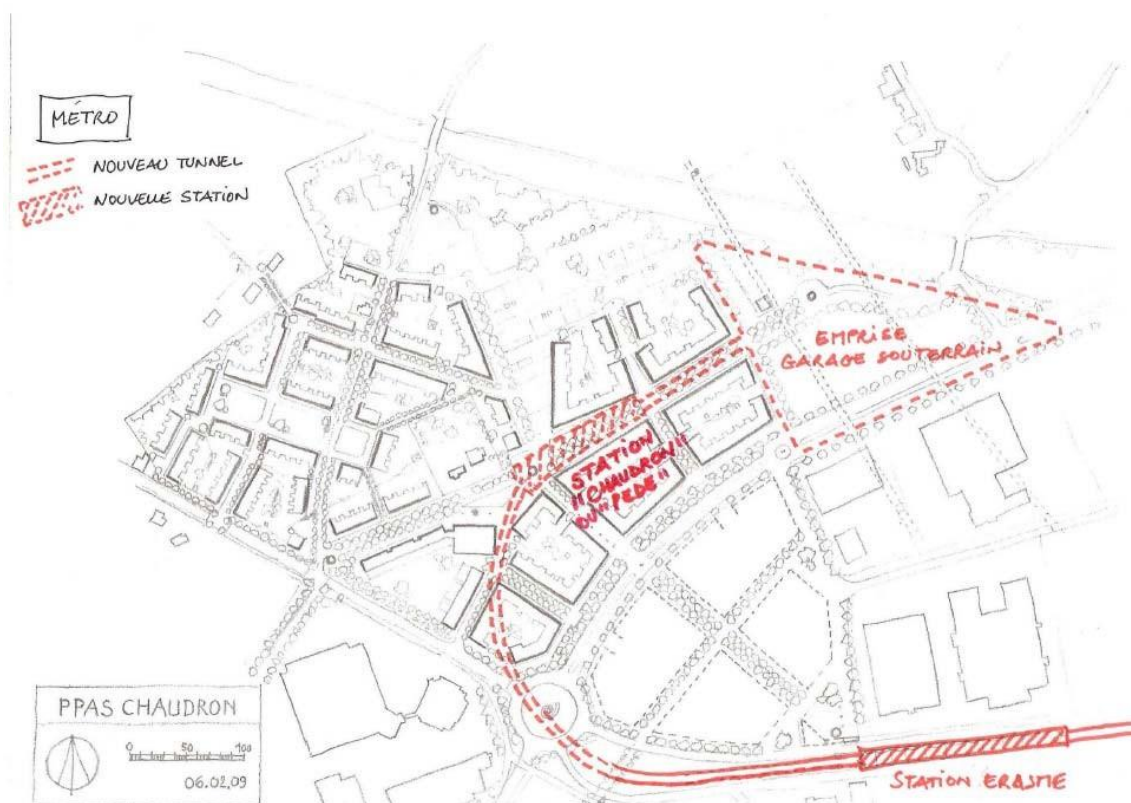 MÉTRO
NOUVEAU TUNNEL
NOUVELLE STATION
EMPRISE
GARAGE SOUTERRAIN
STATION
"CHAUDRON"
OU "PEDE"
STATION ERASME
PPAS CHAUDRON
0 50 100
06.02.09